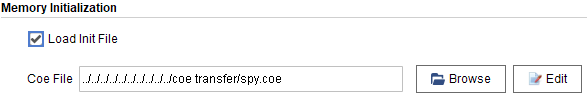 Memory Initialization
Load Init File
Coe File ../../../../../../../../../../coe transfer/spy.coe Browse Edit